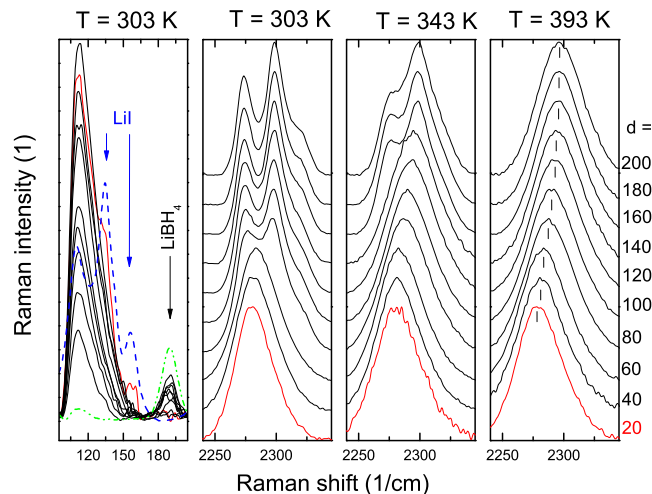 T = 303 K
T = 303 K
T = 343 K
T = 393 K
LiI
LiBH4
Raman intensity (1)
d =
200
180
160
140
120
100
80
60
40
20
120 150 180
2250 2300
2250 2300
2250 2300
Raman shift (1/cm)